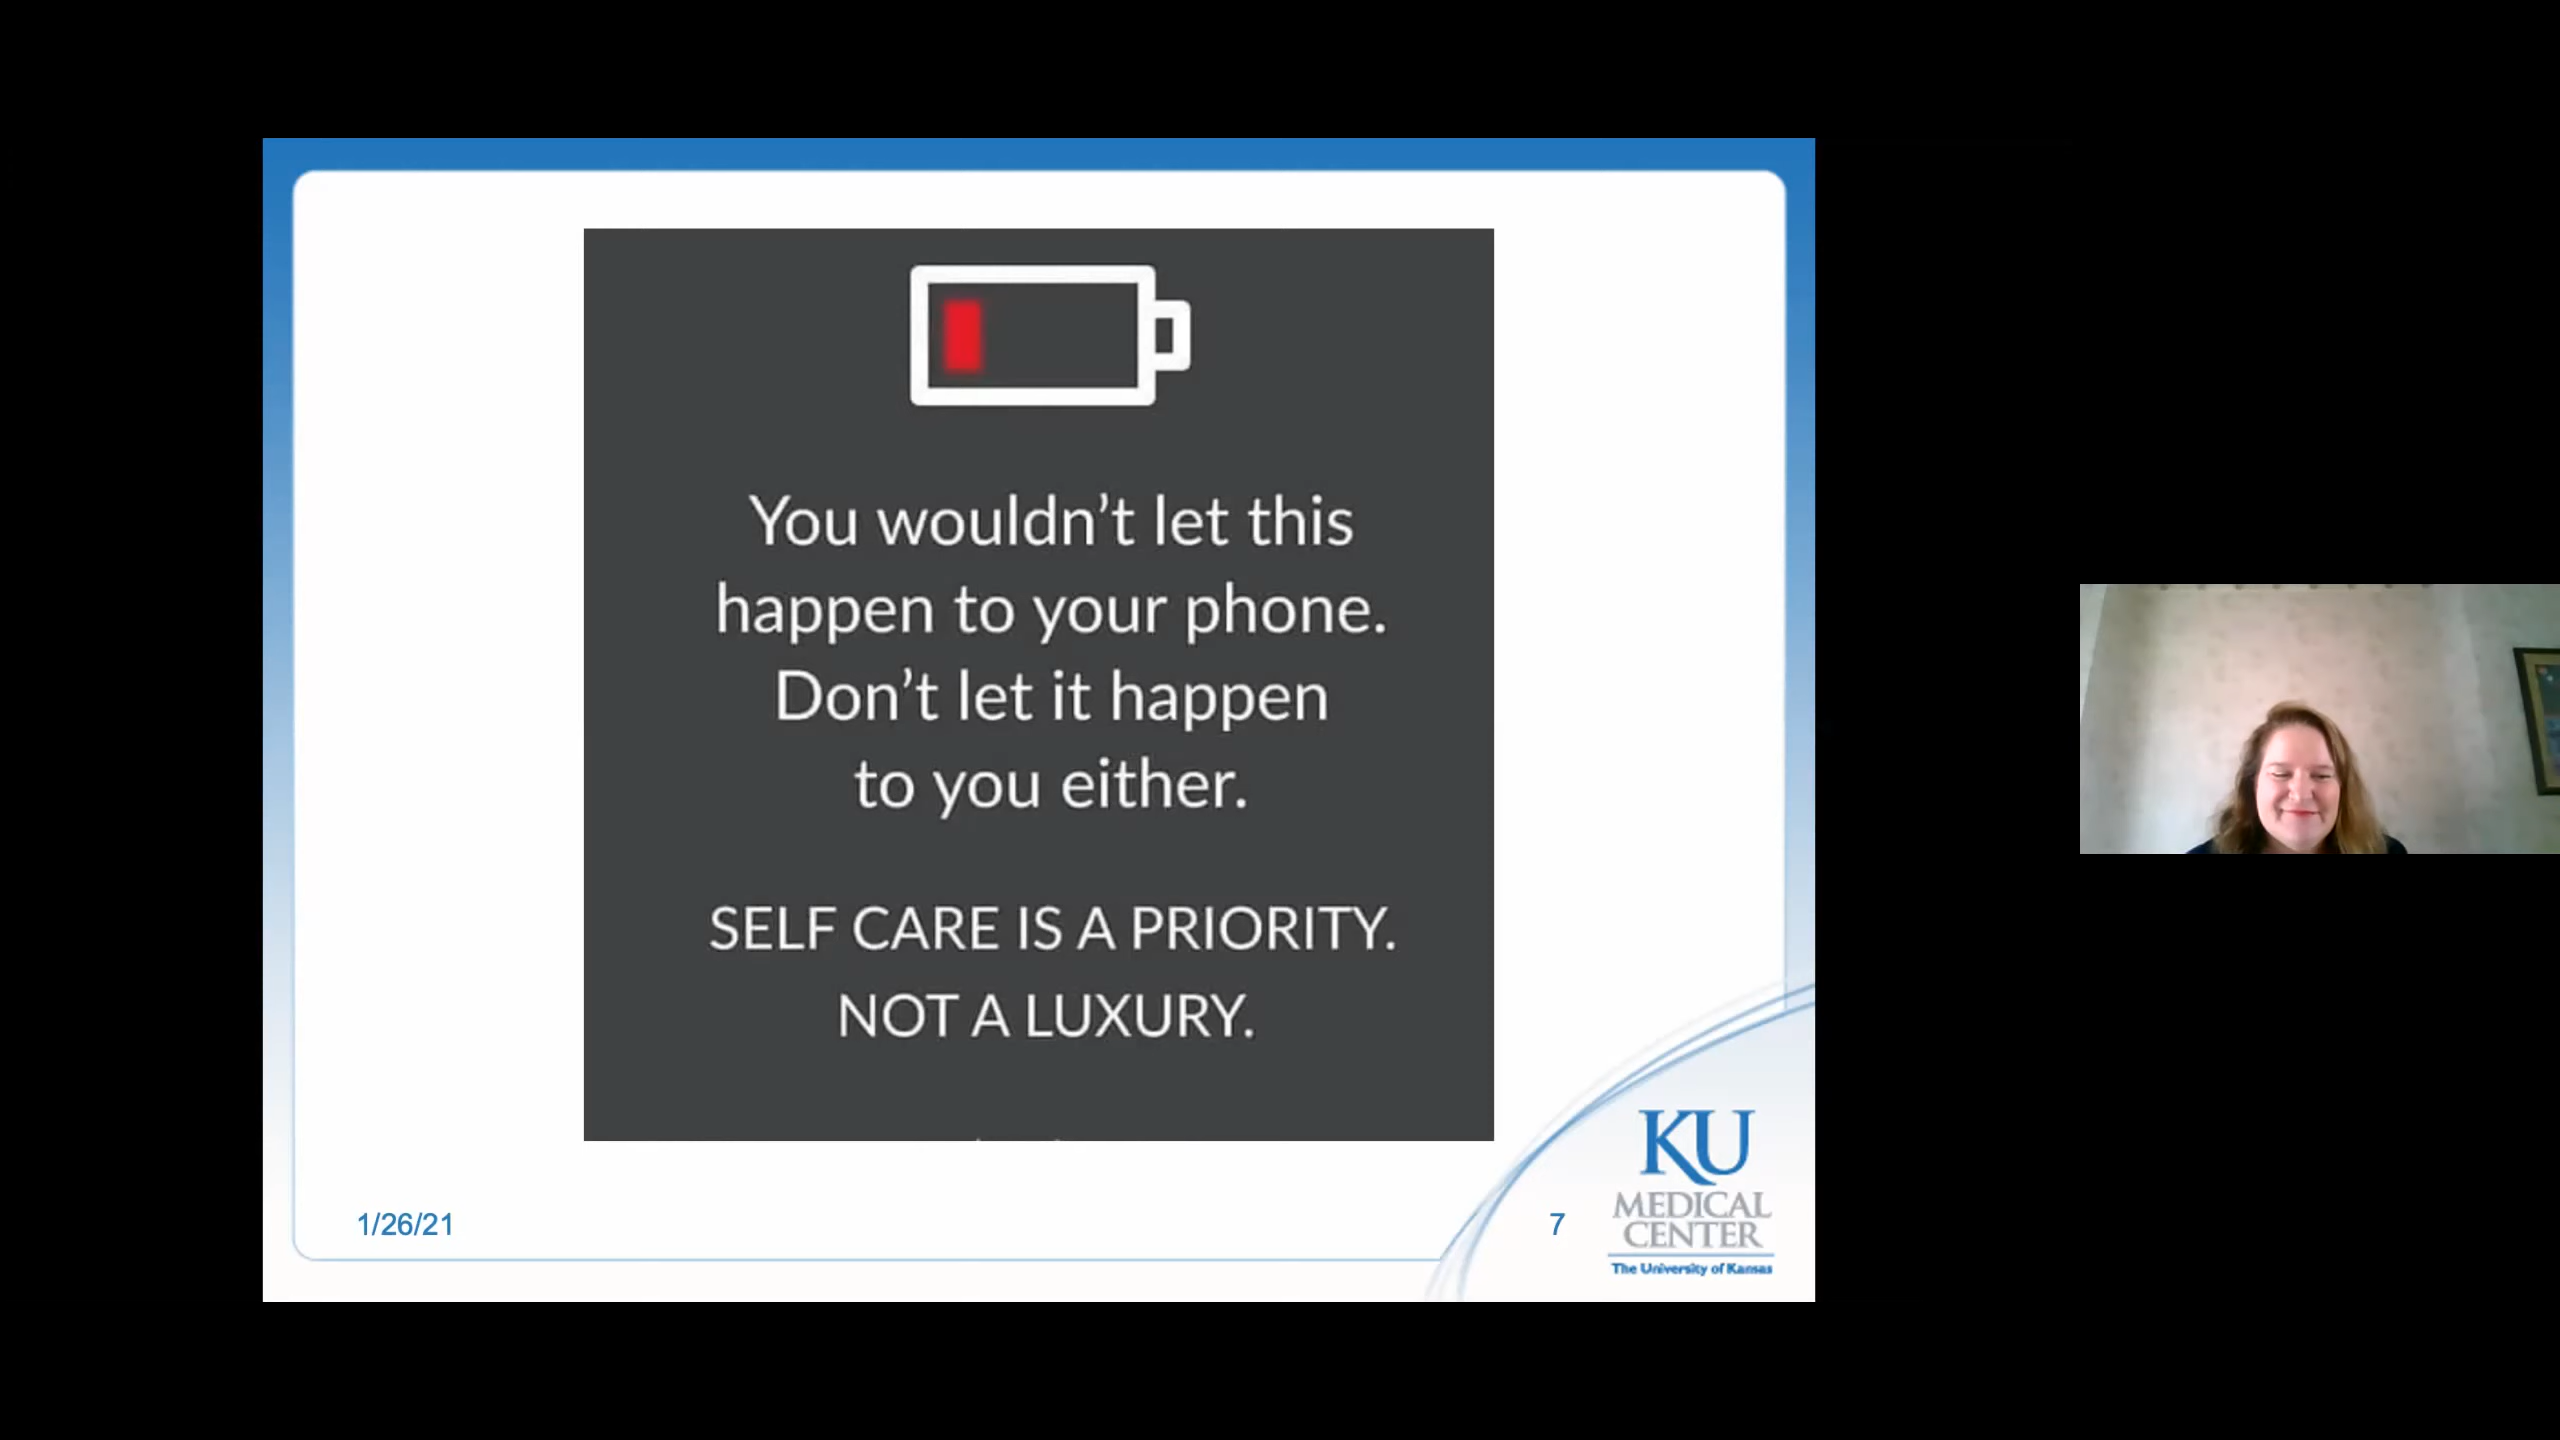 You wouldn’t let this
happen to your phone.
Don’t let it happen
to you either.
SELF CARE IS A PRIORITY.
NOT A LUXURY.
1/26/21
7
KU
MEDICAL
CENTER
The University of Kansas